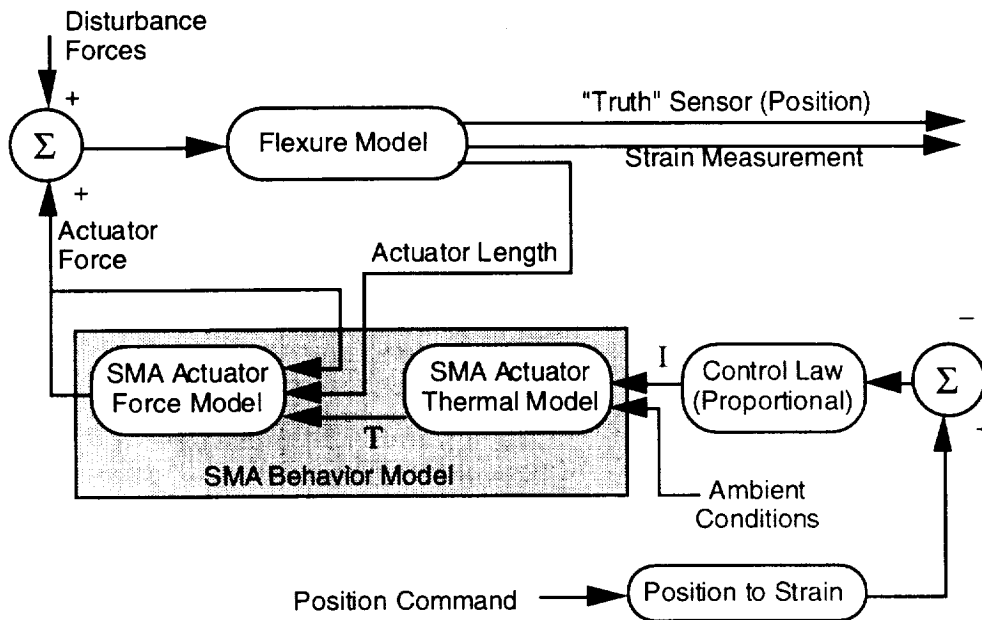 Disturbance
Forces
+
Σ
+
Flexure Model
"Truth" Sensor (Position)
Strain Measurement
Actuator
Force
Actuator Length
SMA Actuator
Force Model
T
SMA Actuator
Thermal Model
SMA Behavior Model
I
Control Law
(Proportional)
−
Σ
+
Ambient
Conditions
Position Command
Position to Strain